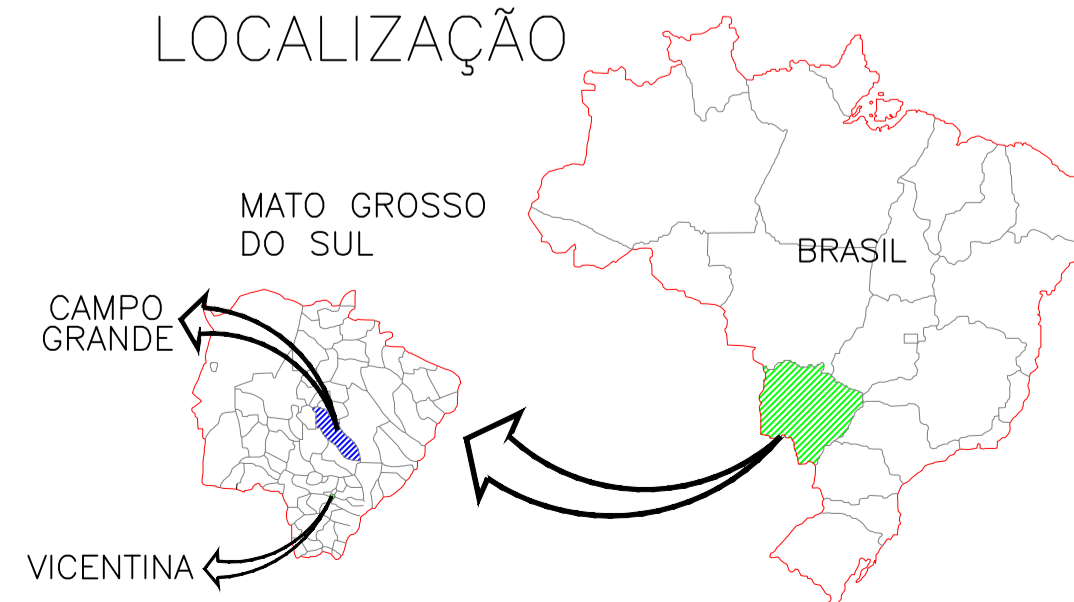 LOCALIZAÇÃO
MATO GROSSO
DO SUL
BRASIL
CAMPO
GRANDE
VICENTINA